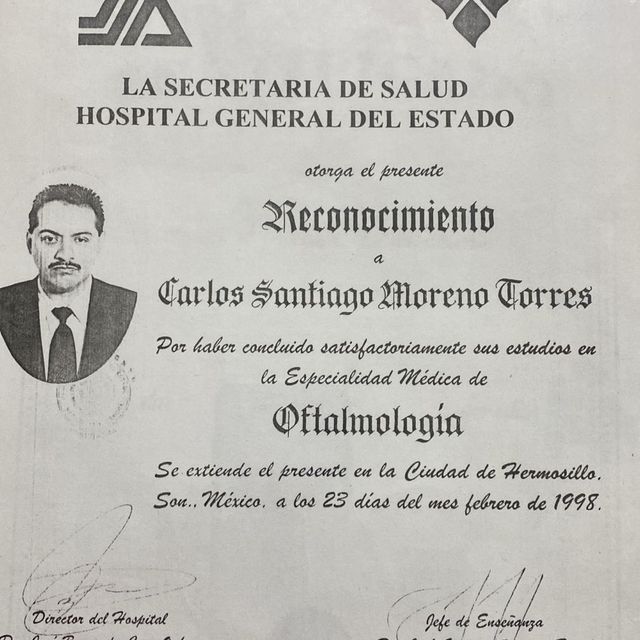 LA SECRETARIA DE SALUD
HOSPITAL GENERAL DEL ESTADO
otorga el presente
Reconocimiento
a
Carlos Santiago Moreno Torres
Por haber concluido satisfactoriamente sus estudios en
la Especialidad Médica de
Oftalmología
Se extiende el presente en la Ciudad de Hermosillo,
Son., México, a los 23 días del mes febrero de 1998.
Director del Hospital
Jefe de Enseñanza